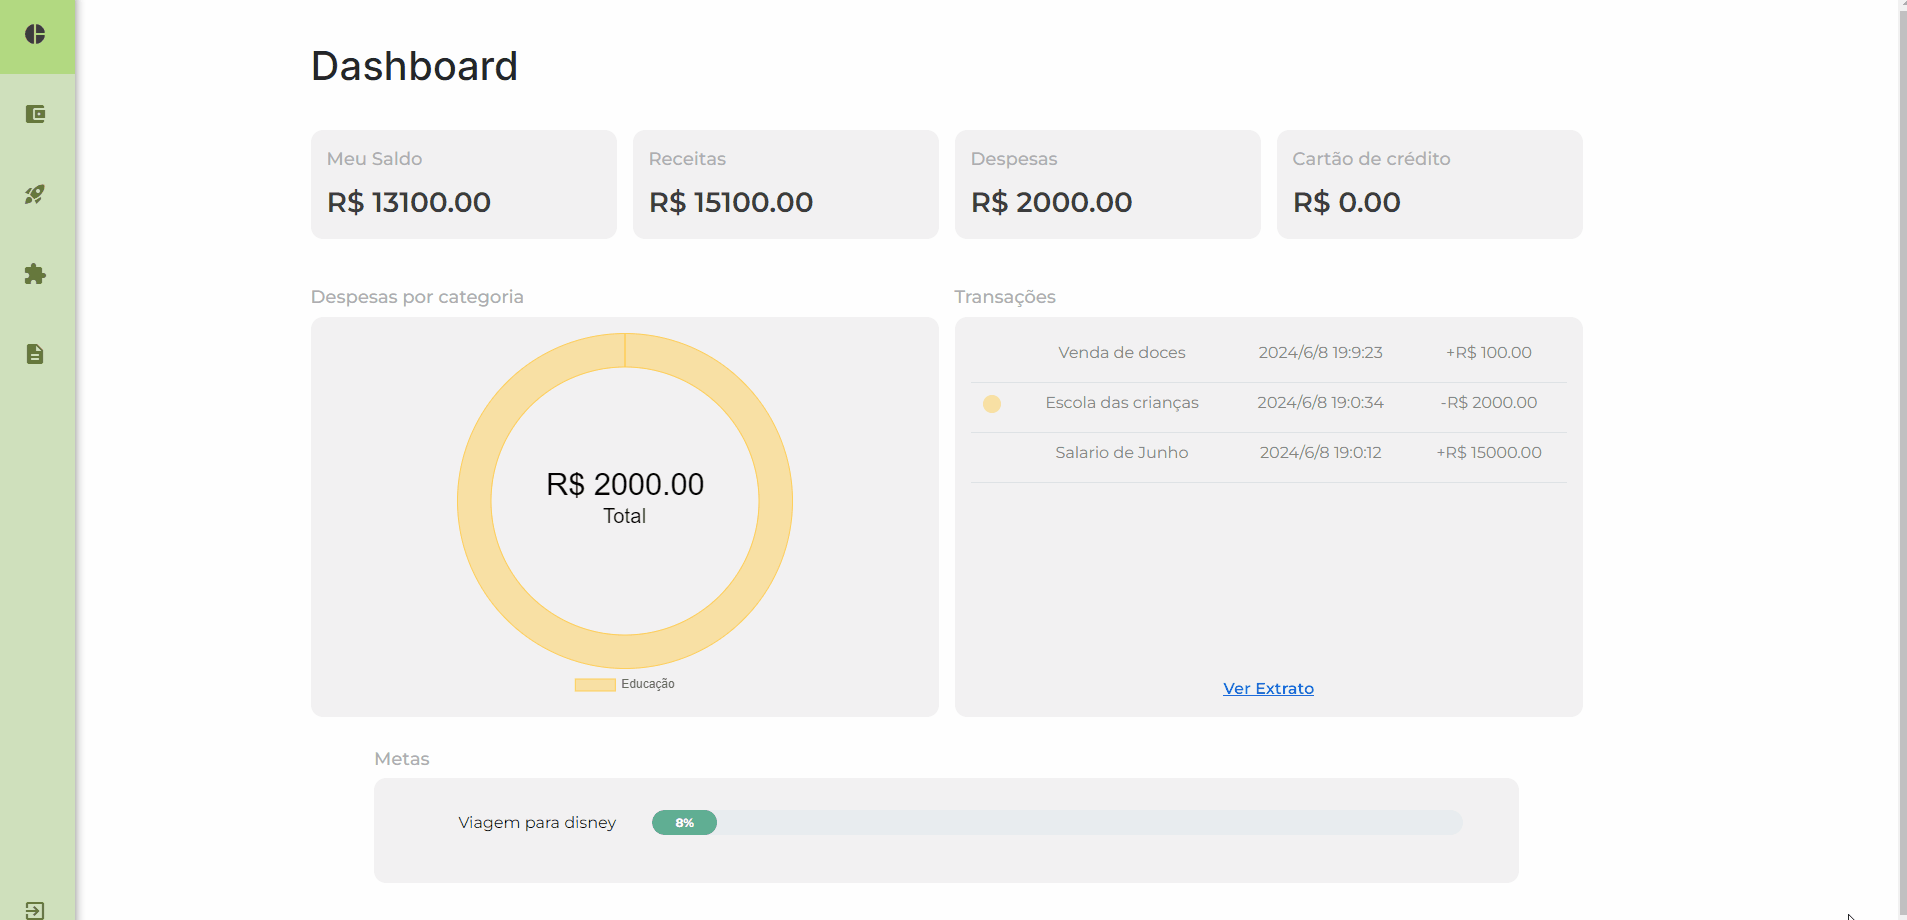 Dashboard
Meu Saldo
R$ 13100.00
Receitas
R$ 15100.00
Despesas
R$ 2000.00
Cartão de crédito
R$ 0.00
Despesas por categoria
R$ 2000.00
Total
Educação
Transações
Venda de doces 2024/6/8 19:9:23 +R$ 100.00
Escola das crianças 2024/6/8 19:0:34 -R$ 2000.00
Salario de Junho 2024/6/8 19:0:12 +R$ 15000.00
Ver Extrato
Metas
Viagem para disney 8%